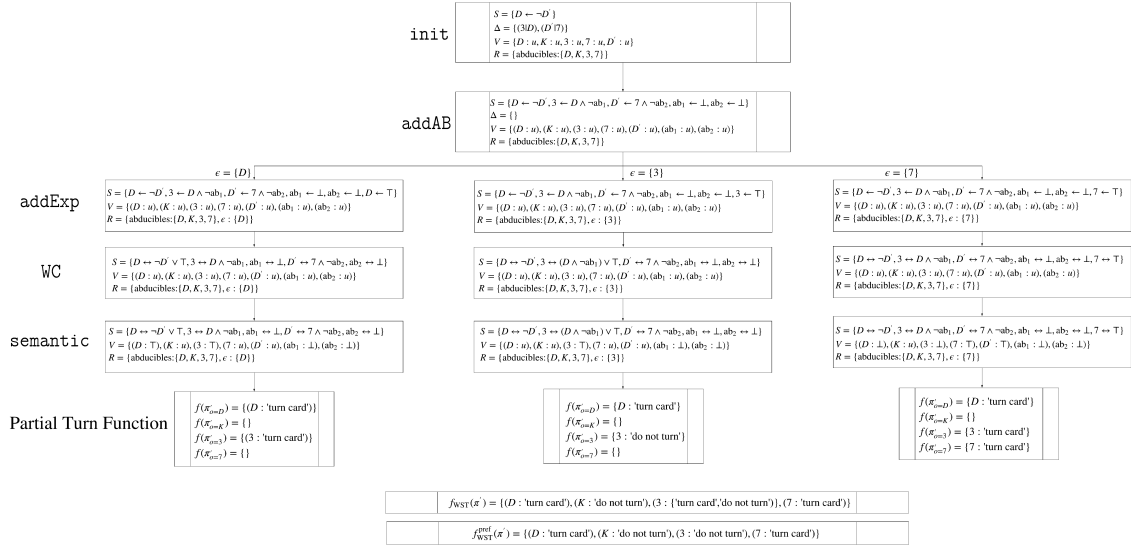 init
S = {D ← ¬D′}
Δ = {(3|D), (D′|7)}
V = {D : u, K : u, 3 : u, 7 : u, D′ : u}
R = {abducibles:{D, K, 3, 7}}
addAB
S = {D ← ¬D′, 3 ← D ∧ ¬ab₁, D′ ← 7 ∧ ¬ab₂, ab₁ ← ⊥, ab₂ ← ⊥}
Δ = {}
V = {(D : u), (K : u), (3 : u), (7 : u), (D′ : u), (ab₁ : u), (ab₂ : u)}
R = {abducibles:{D, K, 3, 7}}
ϵ = {D}
ϵ = {3}
ϵ = {7}
addExp
S = {D ← ¬D′, 3 ← D ∧ ¬ab₁, D′ ← 7 ∧ ¬ab₂, ab₁ ← ⊥, ab₂ ← ⊥, D ← ⊤}
V = {(D : u), (K : u), (3 : u), (7 : u), (D′ : u), (ab₁ : u), (ab₂ : u)}
R = {abducibles:{D, K, 3, 7}, ϵ : {D}}
S = {D ← ¬D′, 3 ← D ∧ ¬ab₁, D′ ← 7 ∧ ¬ab₂, ab₁ ← ⊥, ab₂ ← ⊥, 3 ← ⊤}
V = {(D : u), (K : u), (3 : u), (7 : u), (D′ : u), (ab₁ : u), (ab₂ : u)}
R = {abducibles:{D, K, 3, 7}, ϵ : {3}}
S = {D ← ¬D′, 3 ← D ∧ ¬ab₁, D′ ← 7 ∧ ¬ab₂, ab₁ ← ⊥, ab₂ ← ⊥, 7 ← ⊤}
V = {(D : u), (K : u), (3 : u), (7 : u), (D′ : u), (ab₁ : u), (ab₂ : u)}
R = {abducibles:{D, K, 3, 7}, ϵ : {7}}
WC
S = {D ↔ ¬D′ ∨ ⊤, 3 ↔ D ∧ ¬ab₁, ab₁ ↔ ⊥, D′ ↔ 7 ∧ ¬ab₂, ab₂ ↔ ⊥}
V = {(D : u), (K : u), (3 : u), (7 : u), (D′ : u), (ab₁ : u), (ab₂ : u)}
R = {abducibles:{D, K, 3, 7}, ϵ : {D}}
S = {D ↔ ¬D′, 3 ↔ (D ∧ ¬ab₁) ∨ ⊤, D′ ↔ 7 ∧ ¬ab₂, ab₁ ↔ ⊥, ab₂ ↔ ⊥}
V = {(D : u), (K : u), (3 : u), (7 : u), (D′ : u), (ab₁ : u), (ab₂ : u)}
R = {abducibles:{D, K, 3, 7}, ϵ : {3}}
S = {D ↔ ¬D′, 3 ↔ D ∧ ¬ab₁, D′ ↔ 7 ∧ ¬ab₂, ab₁ ↔ ⊥, ab₂ ↔ ⊥, 7 ↔ ⊤}
V = {(D : u), (K : u), (3 : u), (7 : u), (D′ : u), (ab₁ : u), (ab₂ : u)}
R = {abducibles:{D, K, 3, 7}, ϵ : {7}}
semantic
S = {D ↔ ¬D′ ∨ ⊤, 3 ↔ D ∧ ¬ab₁, ab₁ ↔ ⊥, D′ ↔ 7 ∧ ¬ab₂, ab₂ ↔ ⊥}
V = {(D : ⊤), (K : u), (3 : ⊤), (7 : u), (D′ : u), (ab₁ : ⊥), (ab₂ : ⊥)}
R = {abducibles:{D, K, 3, 7}, ϵ : {D}}
S = {D ↔ ¬D′, 3 ↔ (D ∧ ¬ab₁) ∨ ⊤, D′ ↔ 7 ∧ ¬ab₂, ab₁ ↔ ⊥, ab₂ ↔ ⊥}
V = {(D : u), (K : u), (3 : ⊤), (7 : u), (D′ : u), (ab₁ : ⊥), (ab₂ : ⊥)}
R = {abducibles:{D, K, 3, 7}, ϵ : {3}}
S = {D ↔ ¬D′, 3 ↔ D ∧ ¬ab₁, D′ ↔ 7 ∧ ¬ab₂, ab₁ ↔ ⊥, ab₂ ↔ ⊥, 7 ↔ ⊤}
V = {(D : ⊥), (K : u), (3 : ⊥), (7 : ⊤), (D′ : ⊤), (ab₁ : ⊥), (ab₂ : ⊥)}
R = {abducibles:{D, K, 3, 7}, ϵ : {7}}
Partial Turn Function
f(π′ₒ₌D) = {(D : 'turn card')}
f(π′ₒ₌K) = {}
f(π′ₒ₌₃) = {(3 : 'turn card')}
f(π′ₒ₌₇) = {}
f(π′ₒ₌D) = {D : 'turn card'}
f(π′ₒ₌K) = {}
f(π′ₒ₌₃) = {3 : 'do not turn'}
f(π′ₒ₌₇) = {}
f(π′ₒ₌D) = {D : 'turn card'}
f(π′ₒ₌K) = {}
f(π′ₒ₌₃) = {3 : 'turn card'}
f(π′ₒ₌₇) = {7 : 'turn card'}
f_WST(π′) = {(D : 'turn card'), (K : 'do not turn'), (3 : {'turn card','do not turn'}), (7 : 'turn card')}
f_WST^pref(π′) = {(D : 'turn card'), (K : 'do not turn'), (3 : 'do not turn'), (7 : 'turn card')}